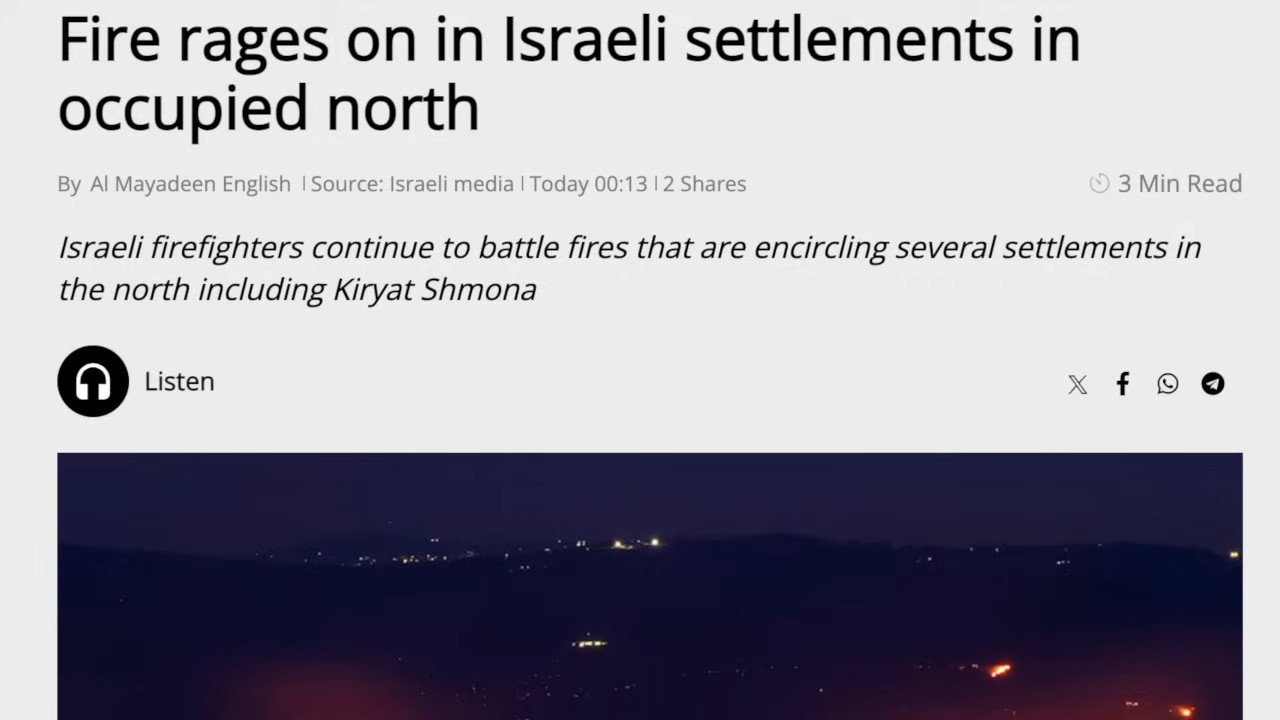 Fire rages on in Israeli settlements in
occupied north
By Al Mayadeen English | Source: Israeli media | Today 00:13 | 2 Shares
3 Min Read
Israeli firefighters continue to battle fires that are encircling several settlements in
the north including Kiryat Shmona
Listen